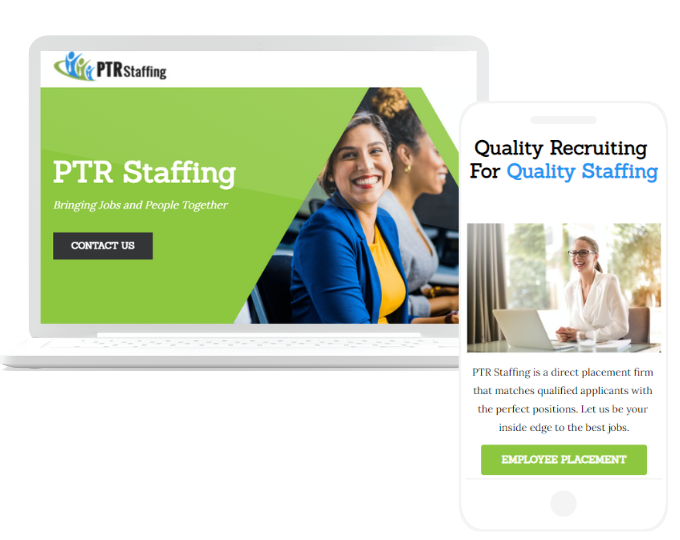 PTR Staffing
PTR Staffing
Bringing Jobs and People Together
CONTACT US
Quality Recruiting
For Quality Staffing
PTR Staffing is a direct placement firm
that matches qualified applicants with
the perfect positions. Let us be your
inside edge to the best jobs.
EMPLOYEE PLACEMENT